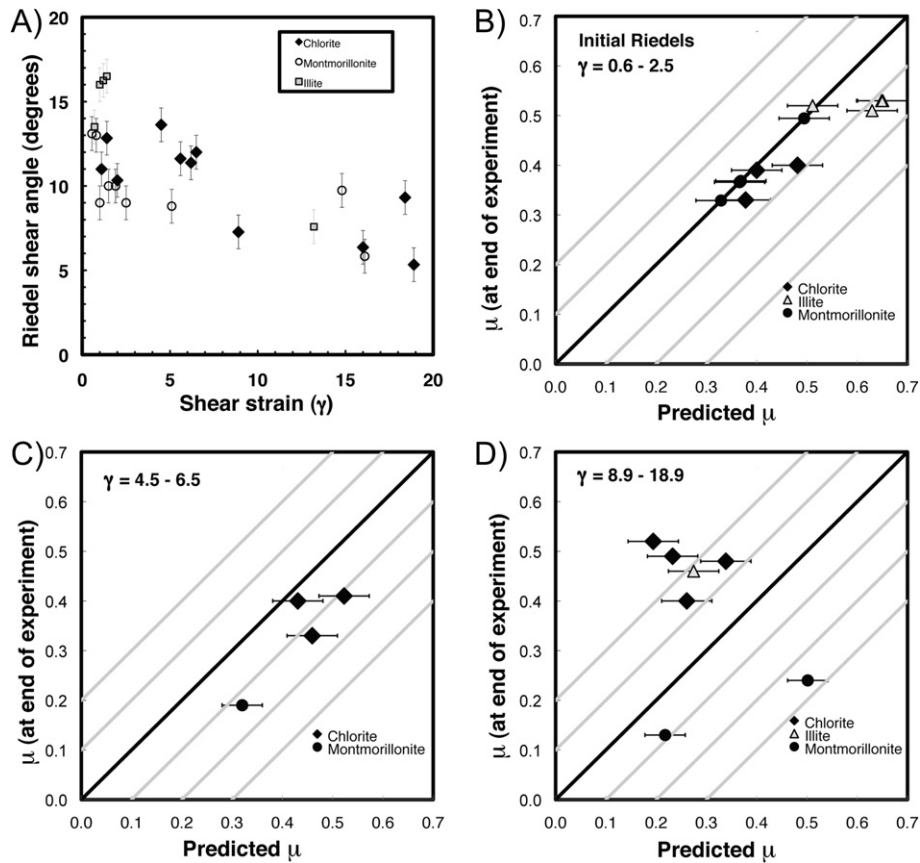 A)
20
15
10
5
0
0
5
10
15
20
Riedel shear angle (degrees)
Shear strain (γ)
Chlorite
Montmorillonite
Illite
B)
Initial Riedels
γ = 0.6 - 2.5
0.7
0.6
0.5
0.4
0.3
0.2
0.1
0.0
0.0
0.1
0.2
0.3
0.4
0.5
0.6
0.7
μ (at end of experiment)
Predicted μ
Chlorite
Illite
Montmorillonite
C)
γ = 4.5 - 6.5
0.7
0.6
0.5
0.4
0.3
0.2
0.1
0.0
0.0
0.1
0.2
0.3
0.4
0.5
0.6
0.7
μ (at end of experiment)
Predicted μ
Chlorite
Montmorillonite
D)
γ = 8.9 - 18.9
0.7
0.6
0.5
0.4
0.3
0.2
0.1
0.0
0.0
0.1
0.2
0.3
0.4
0.5
0.6
0.7
μ (at end of experiment)
Predicted μ
Chlorite
Illite
Montmorillonite